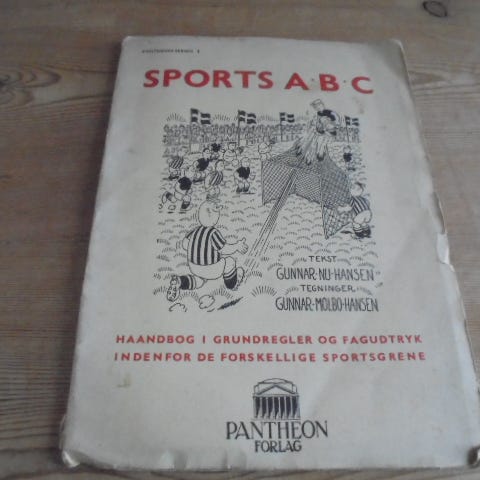 SPORTS A·B·C
TEKST
GUNNAR-NU-HANSEN
TEGNINGER
GUNNAR-MOLBO-HANSEN
HAANDBOG I GRUNDREGLER OG FAGUDTRYK
INDENFOR DE FORSKELLIGE SPORTSGRENE
PANTHEON
FORLAG